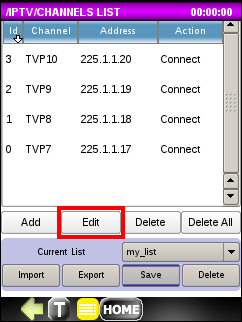 /IPTV/CHANNELS LIST 00:00:00
Id Channel Address Action
3 TVP10 225.1.1.20 Connect
2 TVP9 225.1.1.19 Connect
1 TVP8 225.1.1.18 Connect
0 TVP7 225.1.1.17 Connect
Add Edit Delete Delete All
Current List my_list
Import Export Save Delete
T HOME